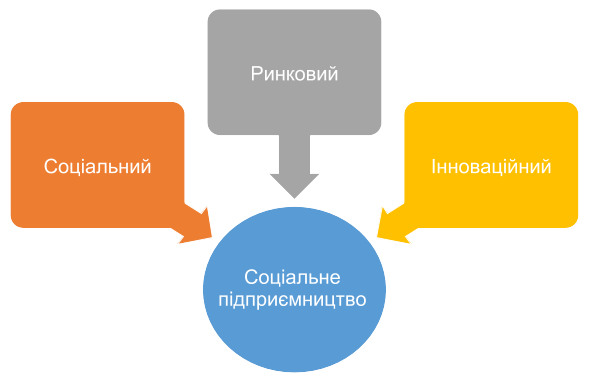 Ринковий
Соціальний
Інноваційний
Соціальне
підприємництво